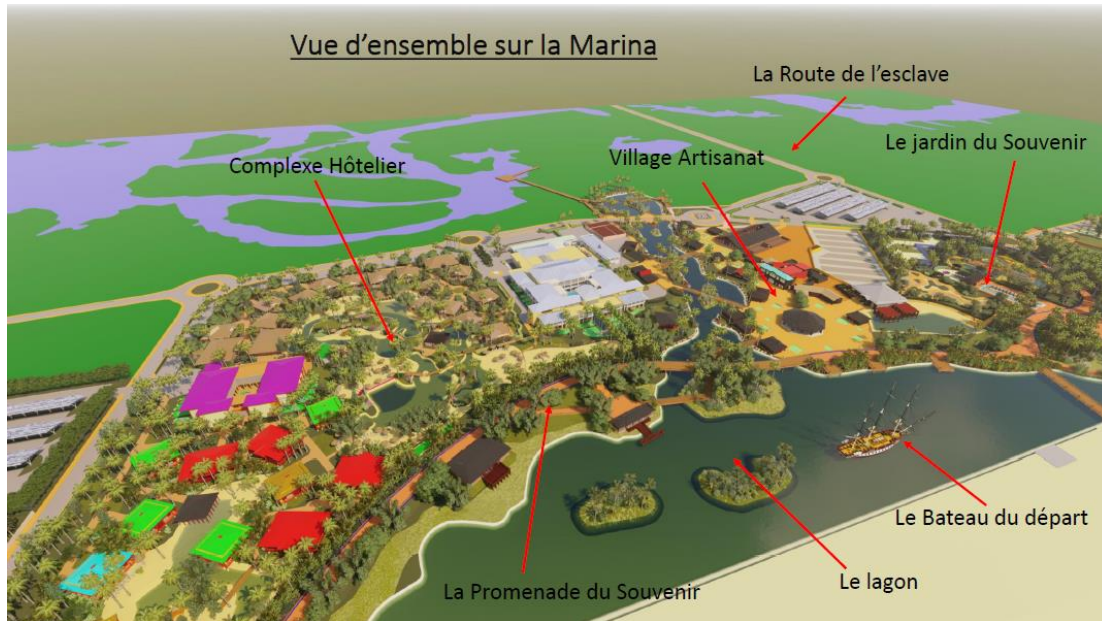 Vue d'ensemble sur la Marina
La Route de l'esclave
Le jardin du Souvenir
Village Artisanat
Complexe Hôtelier
Le Bateau du départ
Le lagon
La Promenade du Souvenir